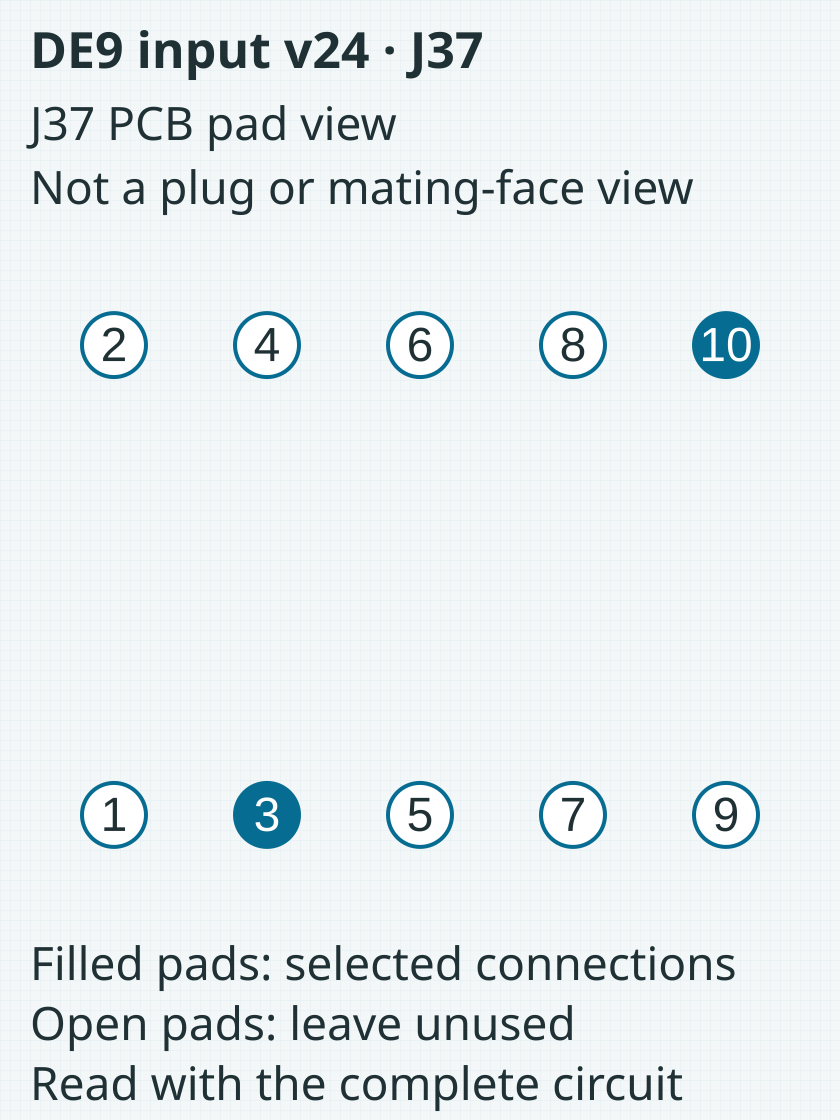 DE9 input v24 · J37
J37 PCB pad view
Not a plug or mating-face view
2 4 6 8 10
1 3 5 7 9
Filled pads: selected connections
Open pads: leave unused
Read with the complete circuit